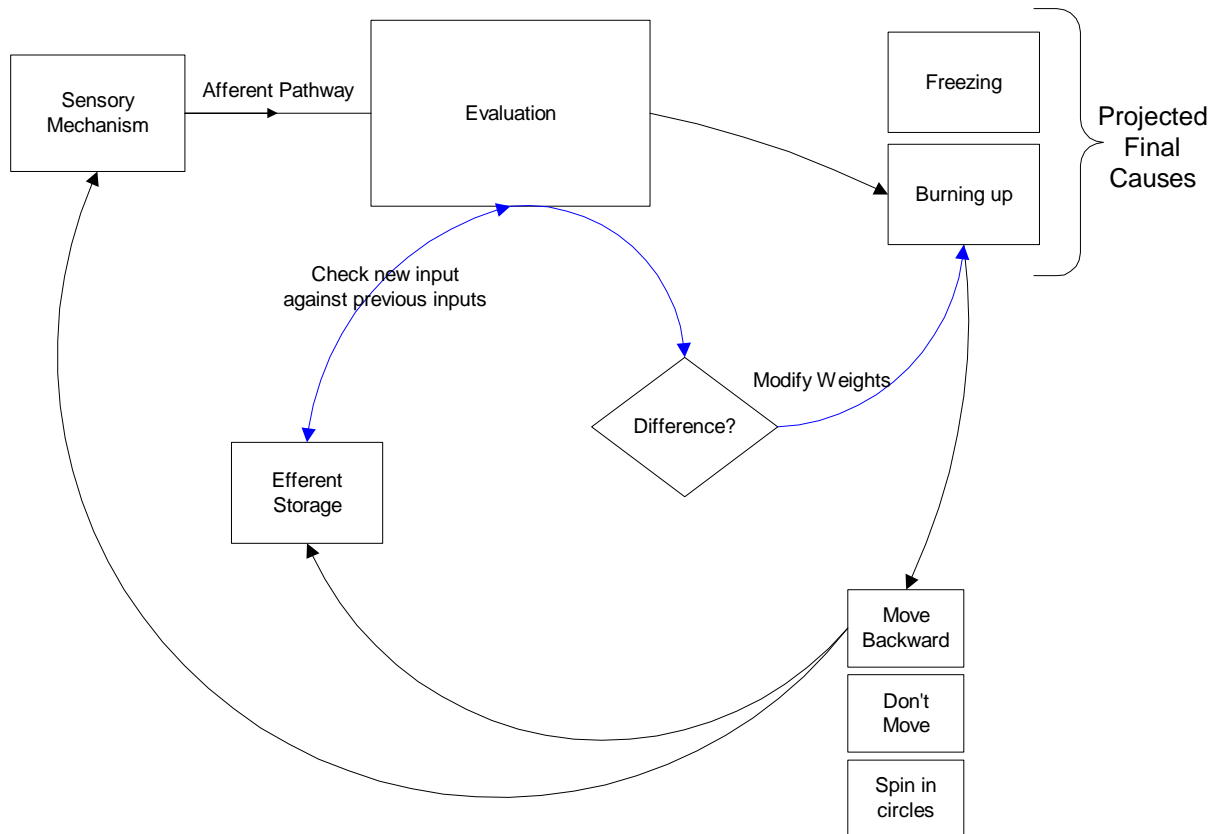 Sensory
Mechanism
Afferent Pathway
Evaluation
Freezing
Burning up
Projected
Final
Causes
Check new input
against previous inputs
Modify Weights
Difference?
Efferent
Storage
Move
Backward
Don't
Move
Spin in
circles